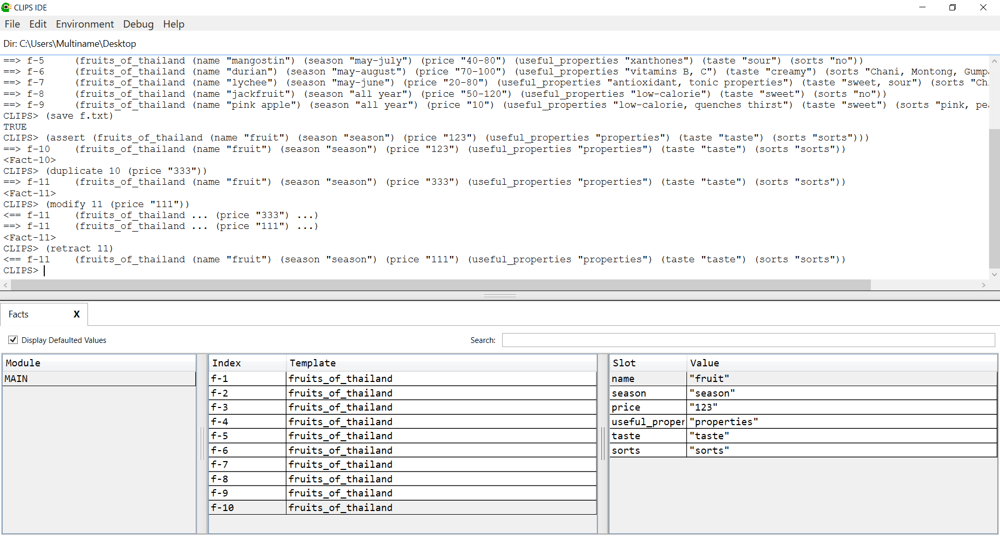 CLIPS IDE
File Edit Environment Debug Help
Dir: C:\Users\Multiname\Desktop
==> f-5 (fruits_of_thailand (name "mangostin") (season "may-july") (price "40-80") (useful_properties "xanthones") (taste "sour") (sorts "no"))
==> f-6 (fruits_of_thailand (name "durian") (season "may-august") (price "70-100") (useful_properties "vitamins B, C") (taste "creamy") (sorts "Chani, Montong,
==> f-7 (fruits_of_thailand (name "lychee") (season "may-june") (price "20-80") (useful_properties "antioxidant, tonic properties") (taste "sweet, sour") (sorts
==> f-8 (fruits_of_thailand (name "jackfruit") (season "all year") (price "50-120") (useful_properties "low-calorie") (taste "sweet") (sorts "no"))
==> f-9 (fruits_of_thailand (name "pink apple") (season "all year") (price "10") (useful_properties "low-calorie, quenches thirst") (taste "sweet") (sorts "pink,
CLIPS> (save f.txt)
TRUE
CLIPS> (assert (fruits_of_thailand (name "fruit") (season "season") (price "123") (useful_properties "properties") (taste "taste") (sorts "sorts")))
==> f-10 (fruits_of_thailand (name "fruit") (season "season") (price "123") (useful_properties "properties") (taste "taste") (sorts "sorts"))
<Fact-10>
CLIPS> (duplicate 10 (price "333"))
==> f-11 (fruits_of_thailand (name "fruit") (season "season") (price "333") (useful_properties "properties") (taste "taste") (sorts "sorts"))
<Fact-11>
CLIPS> (modify 11 (price "111"))
<== f-11 (fruits_of_thailand ... (price "333") ...)
==> f-11 (fruits_of_thailand ... (price "111") ...)
<Fact-11>
CLIPS> (retract 11)
<== f-11 (fruits_of_thailand (name "fruit") (season "season") (price "111") (useful_properties "properties") (taste "taste") (sorts "sorts"))
CLIPS>
Facts X
Display Defaulted Values Search:
Module Index Template Slot Value
MAIN f-1 fruits_of_thailand name "fruit"
f-2 fruits_of_thailand season "season"
f-3 fruits_of_thailand price "123"
f-4 fruits_of_thailand useful_proper "properties"
f-5 fruits_of_thailand taste "taste"
f-6 fruits_of_thailand sorts "sorts"
f-7 fruits_of_thailand
f-8 fruits_of_thailand
f-9 fruits_of_thailand
f-10 fruits_of_thailand